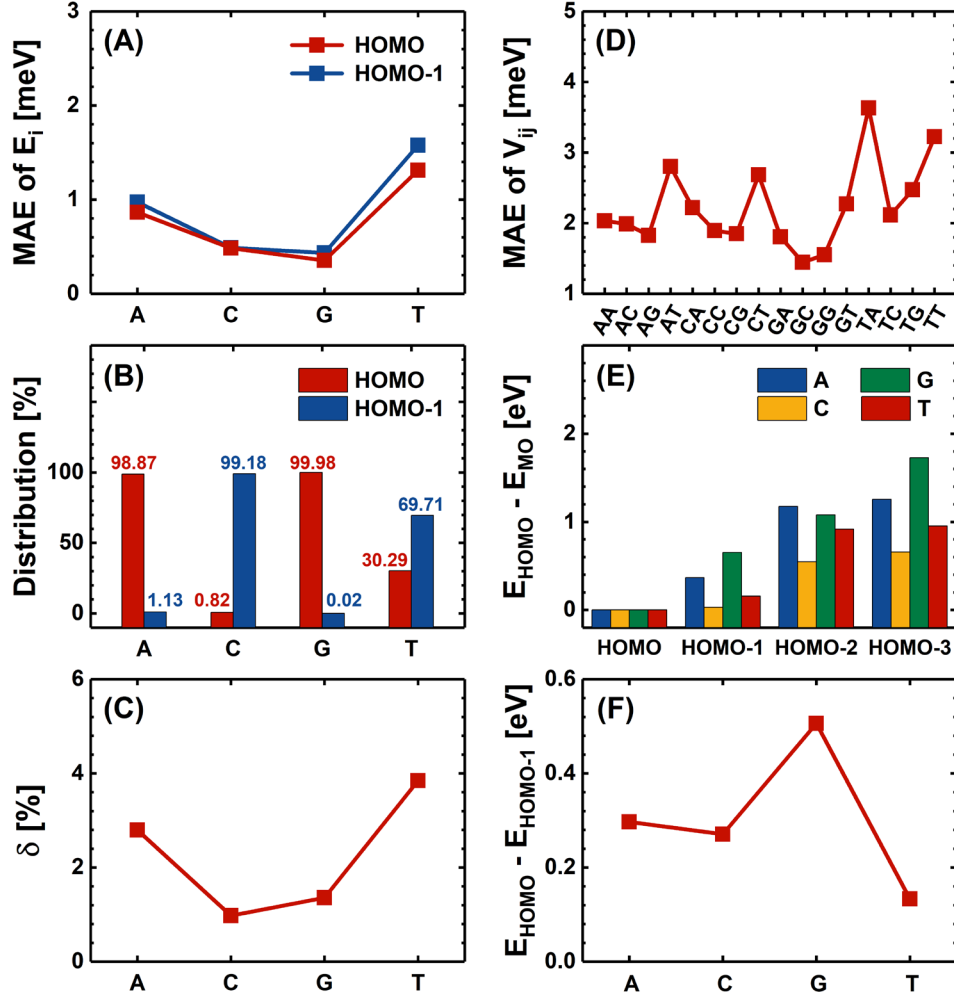 (A)
HOMO
HOMO-1
MAE of E_i [meV]
3
2
1
0
A C G T
(D)
MAE of V_ij [meV]
5
4
3
2
1
AA AC AG AT CA CC CG CT GA GC GG GT TA TC TG TT
(B)
HOMO
HOMO-1
Distribution [%]
100
50
0
98.87
1.13
0.82
99.18
99.98
0.02
30.29
69.71
A C G T
(E)
A G
C T
E_HOMO - E_MO [eV]
2
1
0
HOMO HOMO-1 HOMO-2 HOMO-3
(C)
δ [%]
6
4
2
0
A C G T
(F)
E_HOMO - E_HOMO-1 [eV]
0.6
0.4
0.2
0.0
A C G T